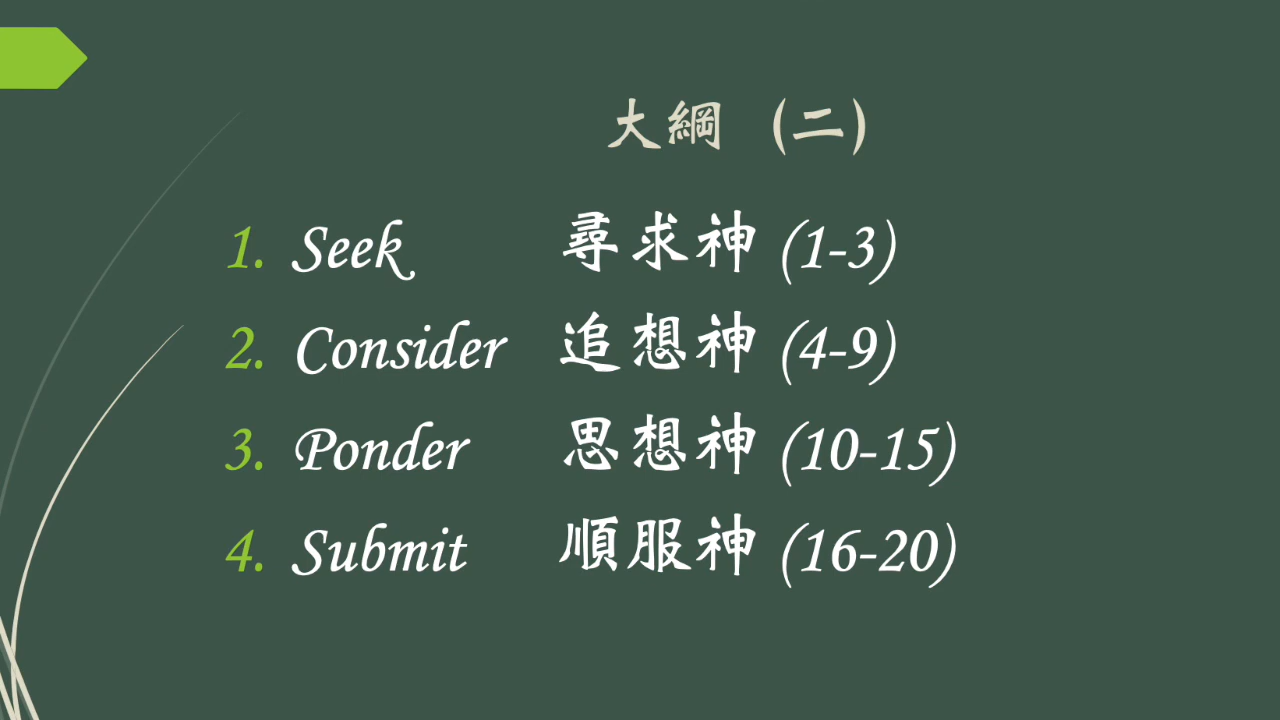 大綱 (二)
1. Seek 尋求神 (1-3)
2. Consider 追想神 (4-9)
3. Ponder 思想神 (10-15)
4. Submit 順服神 (16-20)